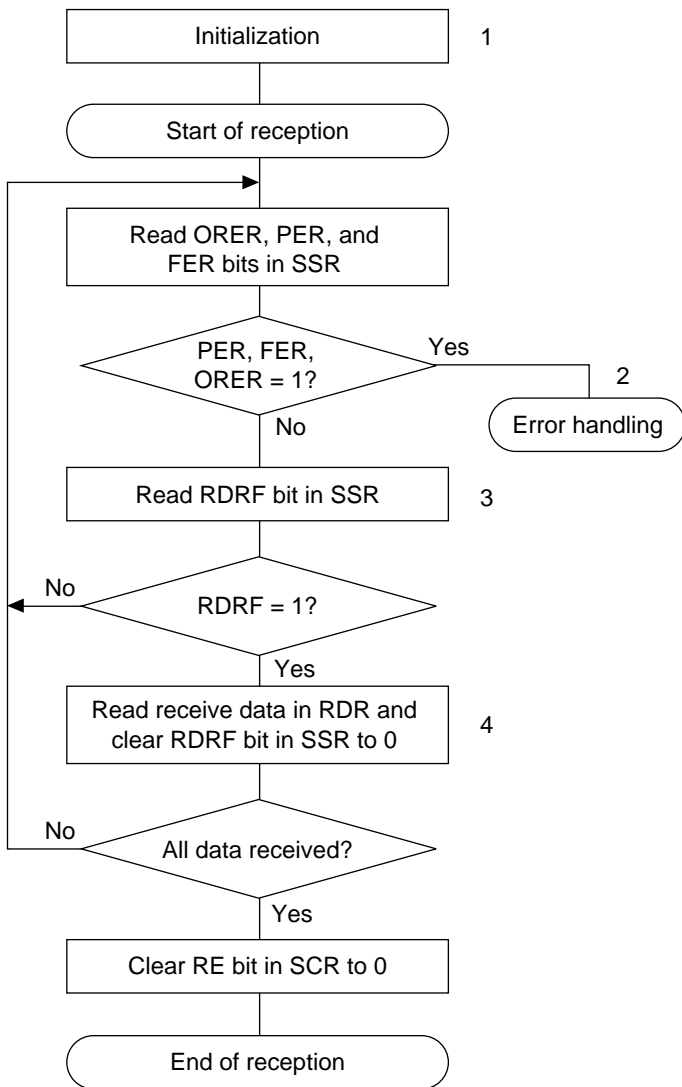 Initialization
1
Start of reception
Read ORER, PER, and
FER bits in SSR
PER, FER,
ORER = 1?
Yes
2
Error handling
No
Read RDRF bit in SSR
3
No
RDRF = 1?
Yes
Read receive data in RDR and
clear RDRF bit in SSR to 0
4
No
All data received?
Yes
Clear RE bit in SCR to 0
End of reception